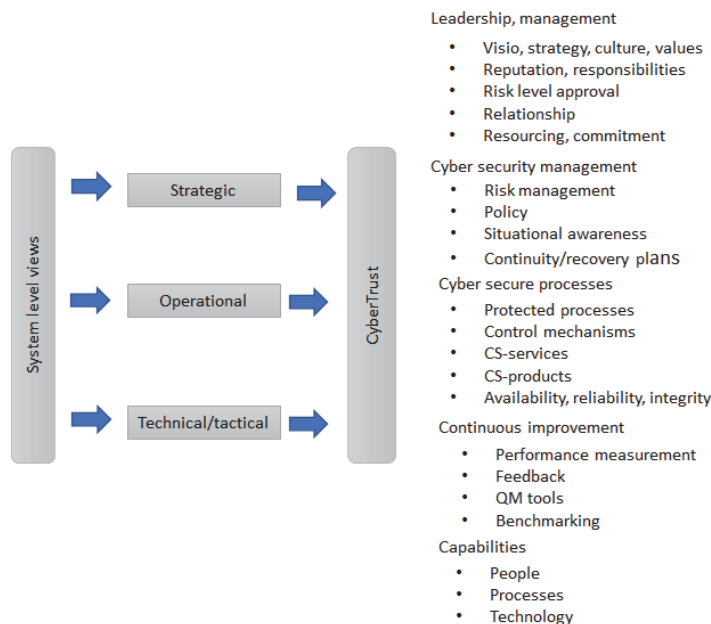 System level views
Strategic
Operational
Technical/tactical
CyberTrust
Leadership, management
• Visio, strategy, culture, values
• Reputation, responsibilities
• Risk level approval
• Relationship
• Resourcing, commitment
Cyber security management
• Risk management
• Policy
• Situational awareness
• Continuity/recovery plans
Cyber secure processes
• Protected processes
• Control mechanisms
• CS-services
• CS-products
• Availability, reliability, integrity
Continuous improvement
• Performance measurement
• Feedback
• QM tools
• Benchmarking
Capabilities
• People
• Processes
• Technology